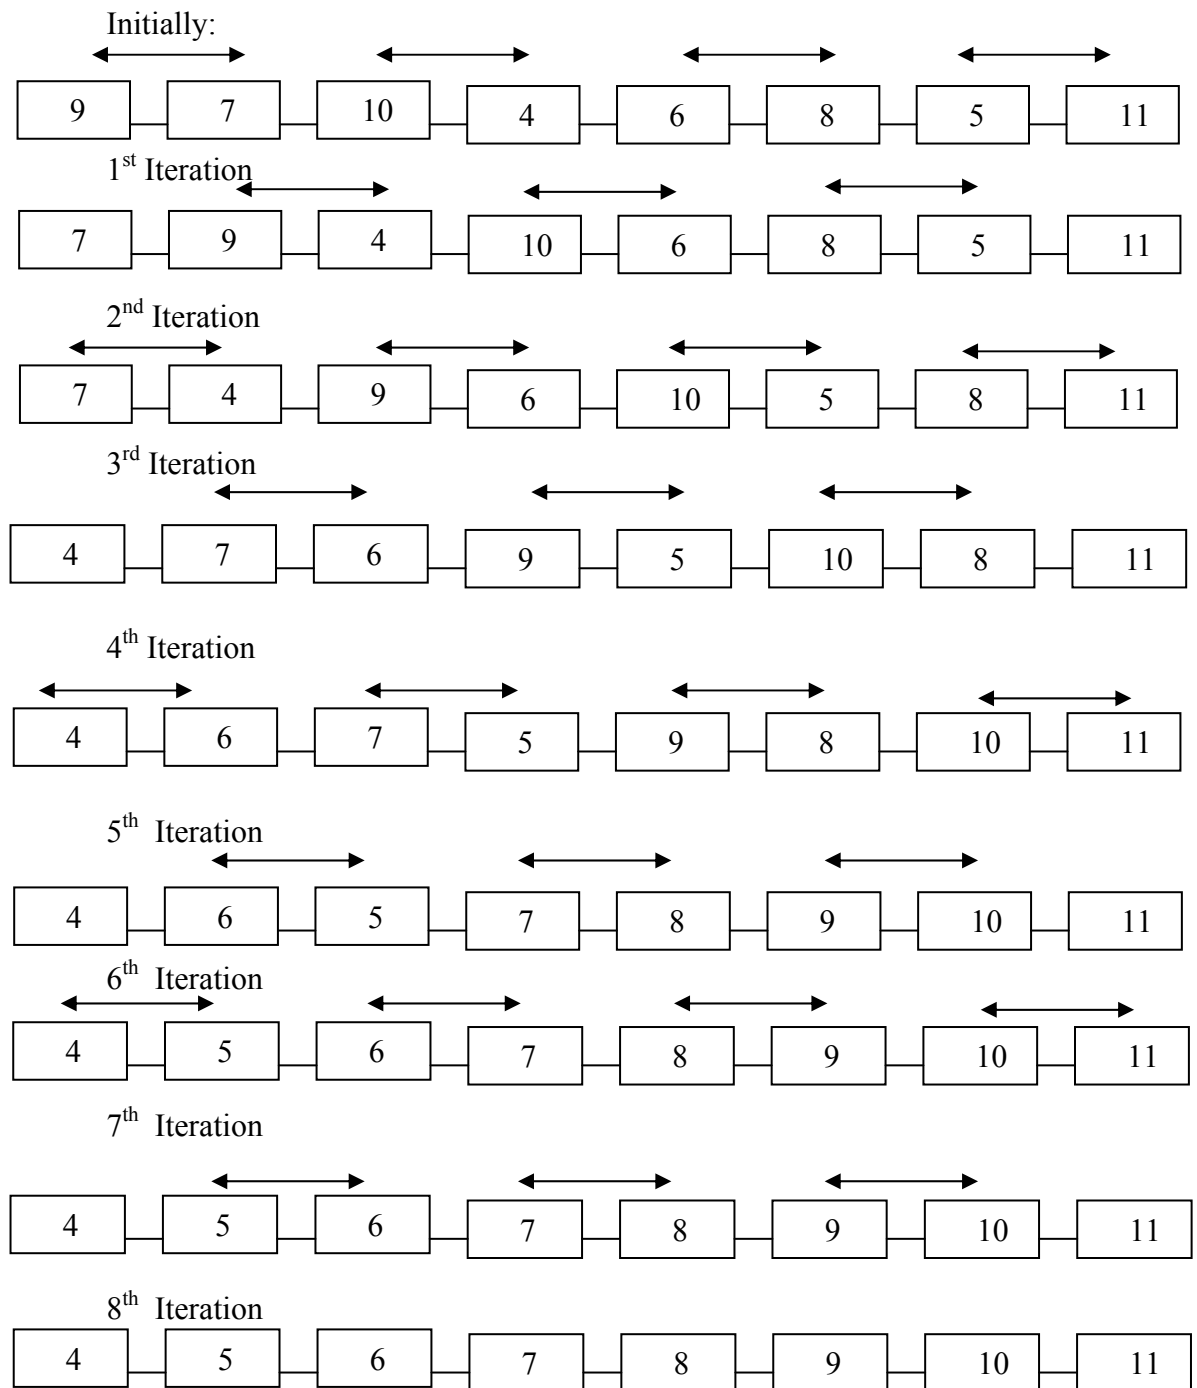 Initially:
9 7 10 4 6 8 5 11
1st Iteration
7 9 4 10 6 8 5 11
2nd Iteration
7 4 9 6 10 5 8 11
3rd Iteration
4 7 6 9 5 10 8 11
4th Iteration
4 6 7 5 9 8 10 11
5th Iteration
4 6 5 7 8 9 10 11
6th Iteration
4 5 6 7 8 9 10 11
7th Iteration
4 5 6 7 8 9 10 11
8th Iteration
4 5 6 7 8 9 10 11